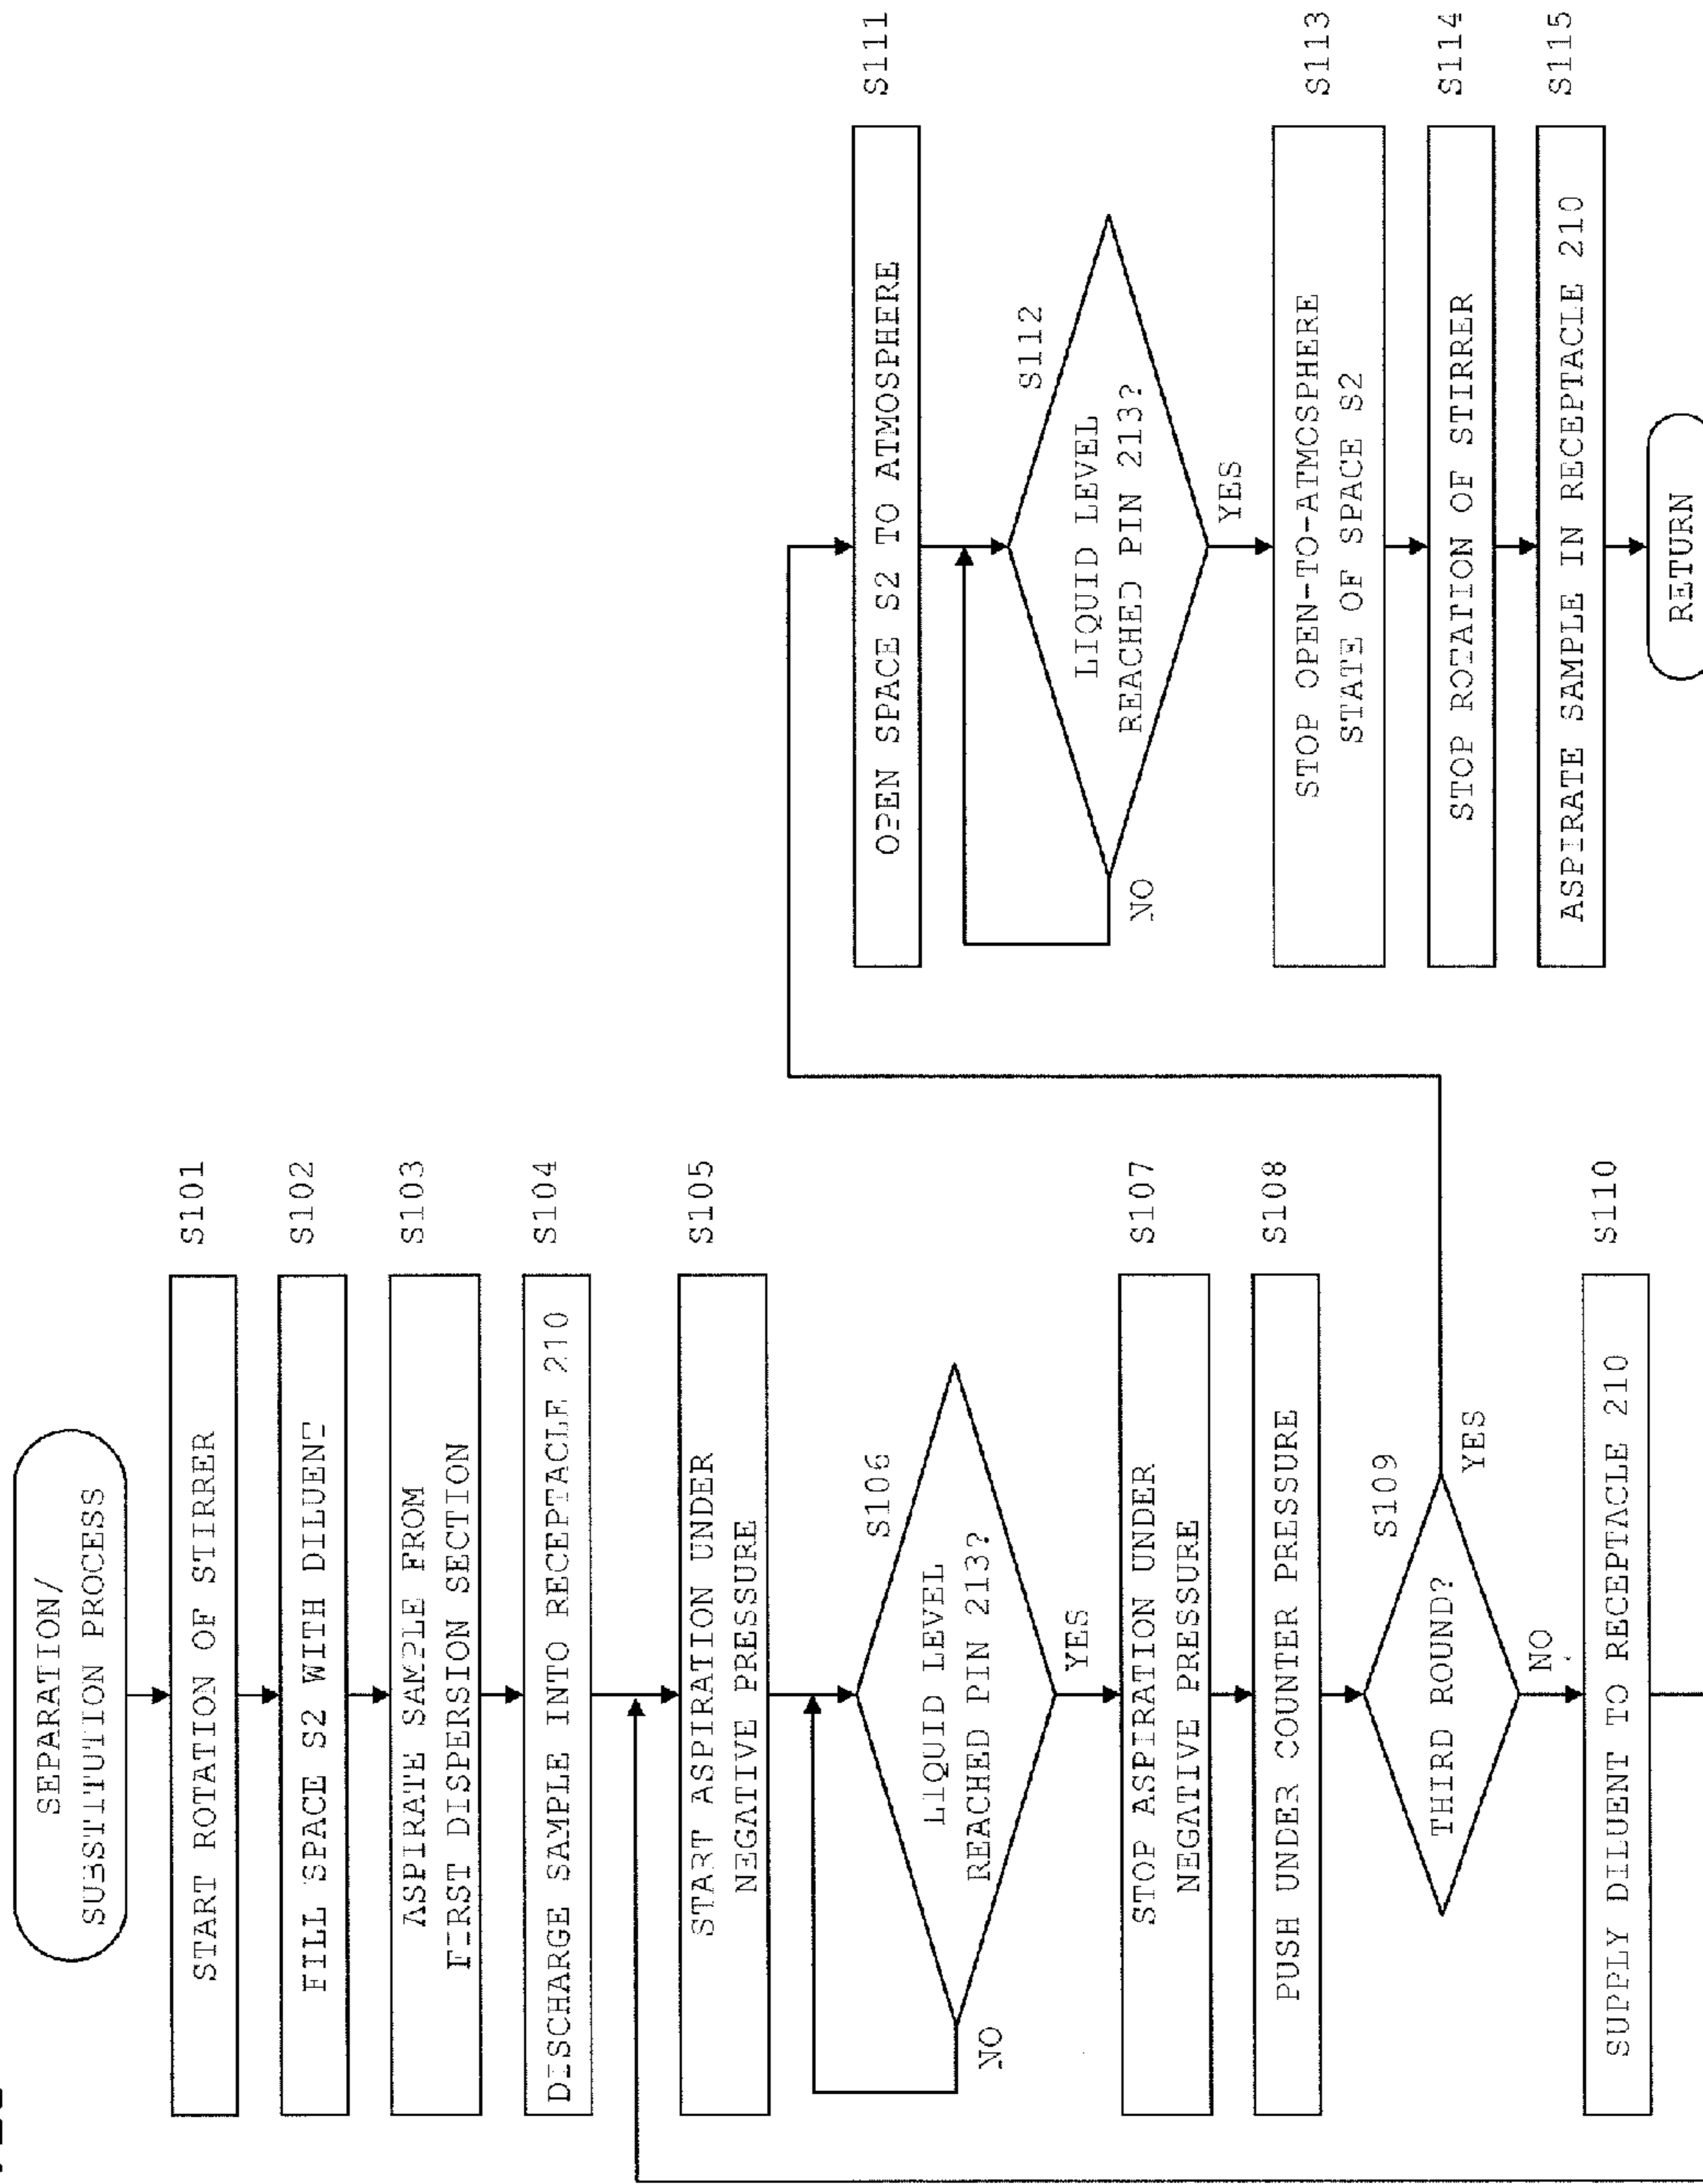 SEPARATION/
SUBSTITUTION PROCESS
START ROTATION OF STIRRER
S101
FILL SPACE S2 WITH DILUENT
S102
ASPIRATE SAMPLE FROM
FIRST DISPERSION SECTION
S103
DISCHARGE SAMPLE INTO RECEPTACLE 210
S104
START ASPIRATION UNDER
NEGATIVE PRESSURE
S105
S106
LIQUID LEVEL
REACHED PIN 213?
NO
YES
STOP ASPIRATION UNDER
NEGATIVE PRESSURE
S107
PUSH UNDER COUNTER PRESSURE
S108
S109
THIRD ROUND?
YES
NO
SUPPLY DILUENT TO RECEPTACLE 210
S110
OPEN SPACE S2 TO ATMOSPHERE
S111
S112
LIQUID LEVEL
REACHED PIN 213?
NO
YES
STOP OPEN-TO-ATMOSPHERE
STATE OF SPACE S2
S113
STOP ROTATION OF STIRRER
S114
ASPIRATE SAMPLE IN RECEPTACLE 210
S115
RETURN